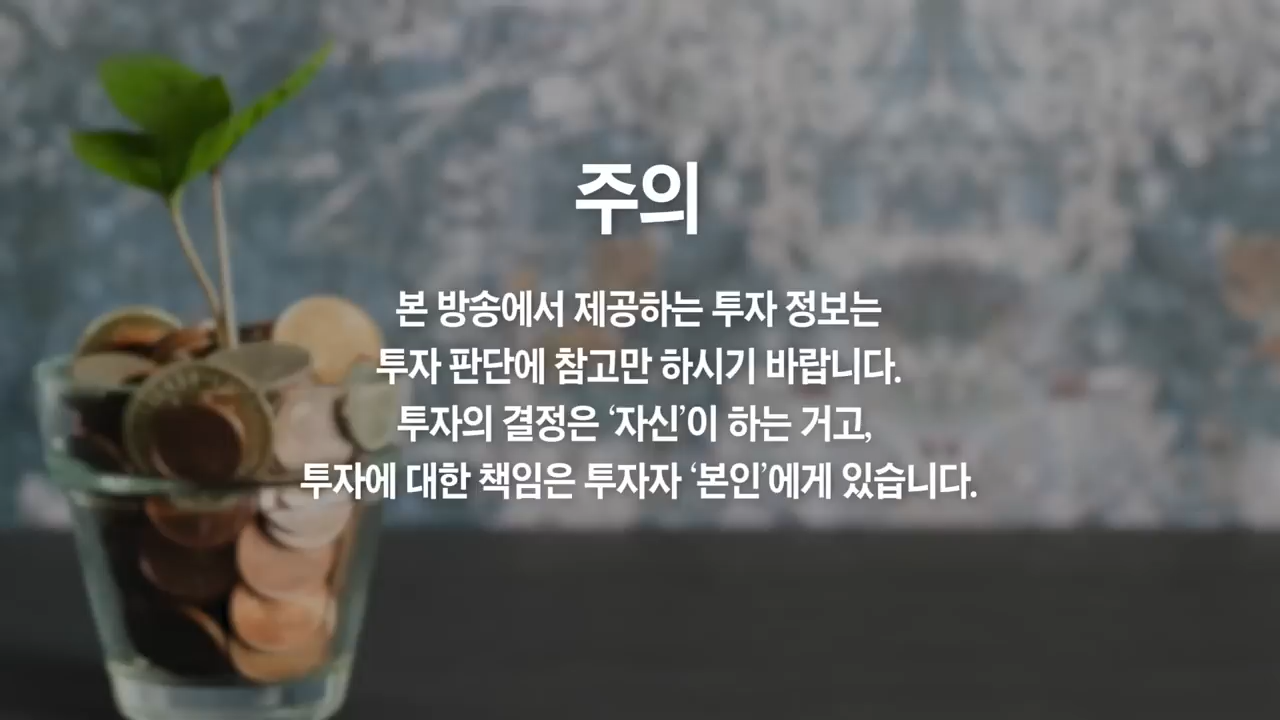 주의
본 방송에서 제공하는 투자 정보는
투자 판단에 참고만 하시기 바랍니다.
투자의 결정은 ‘자신’이 하는 거고,
투자에 대한 책임은 투자자 ‘본인’에게 있습니다.